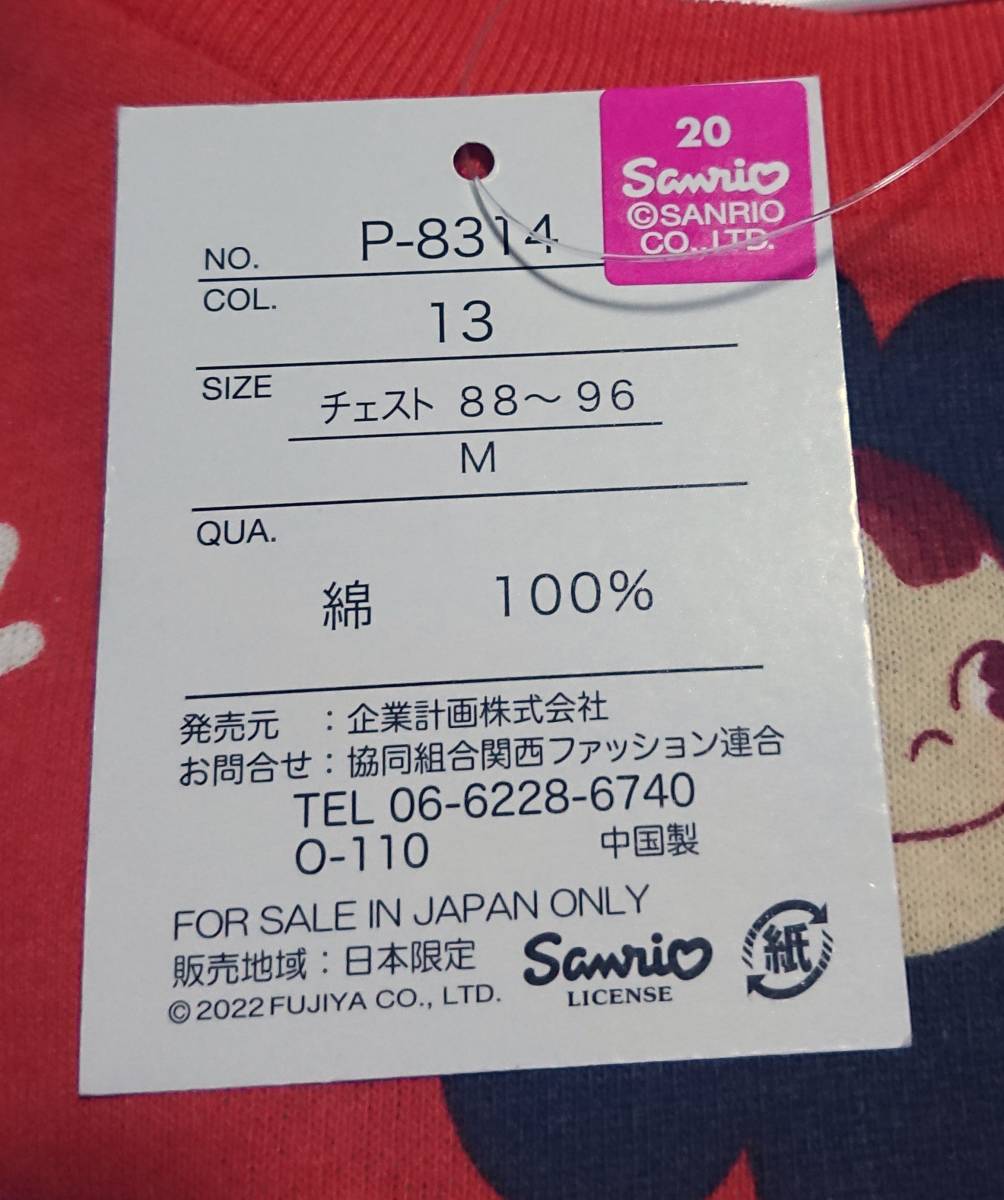 20
Sanrio
©SANRIO
CO., LTD.
NO. P-8314
COL. 13
SIZE チェスト 88～96
M
QUA.
綿 100%
発売元 ：企業計画株式会社
お問合せ：協同組合関西ファッション連合
TEL 06-6228-6740
O-110 中国製
FOR SALE IN JAPAN ONLY
販売地域：日本限定
©2022 FUJIYA CO., LTD.
Sanrio
LICENSE
紙